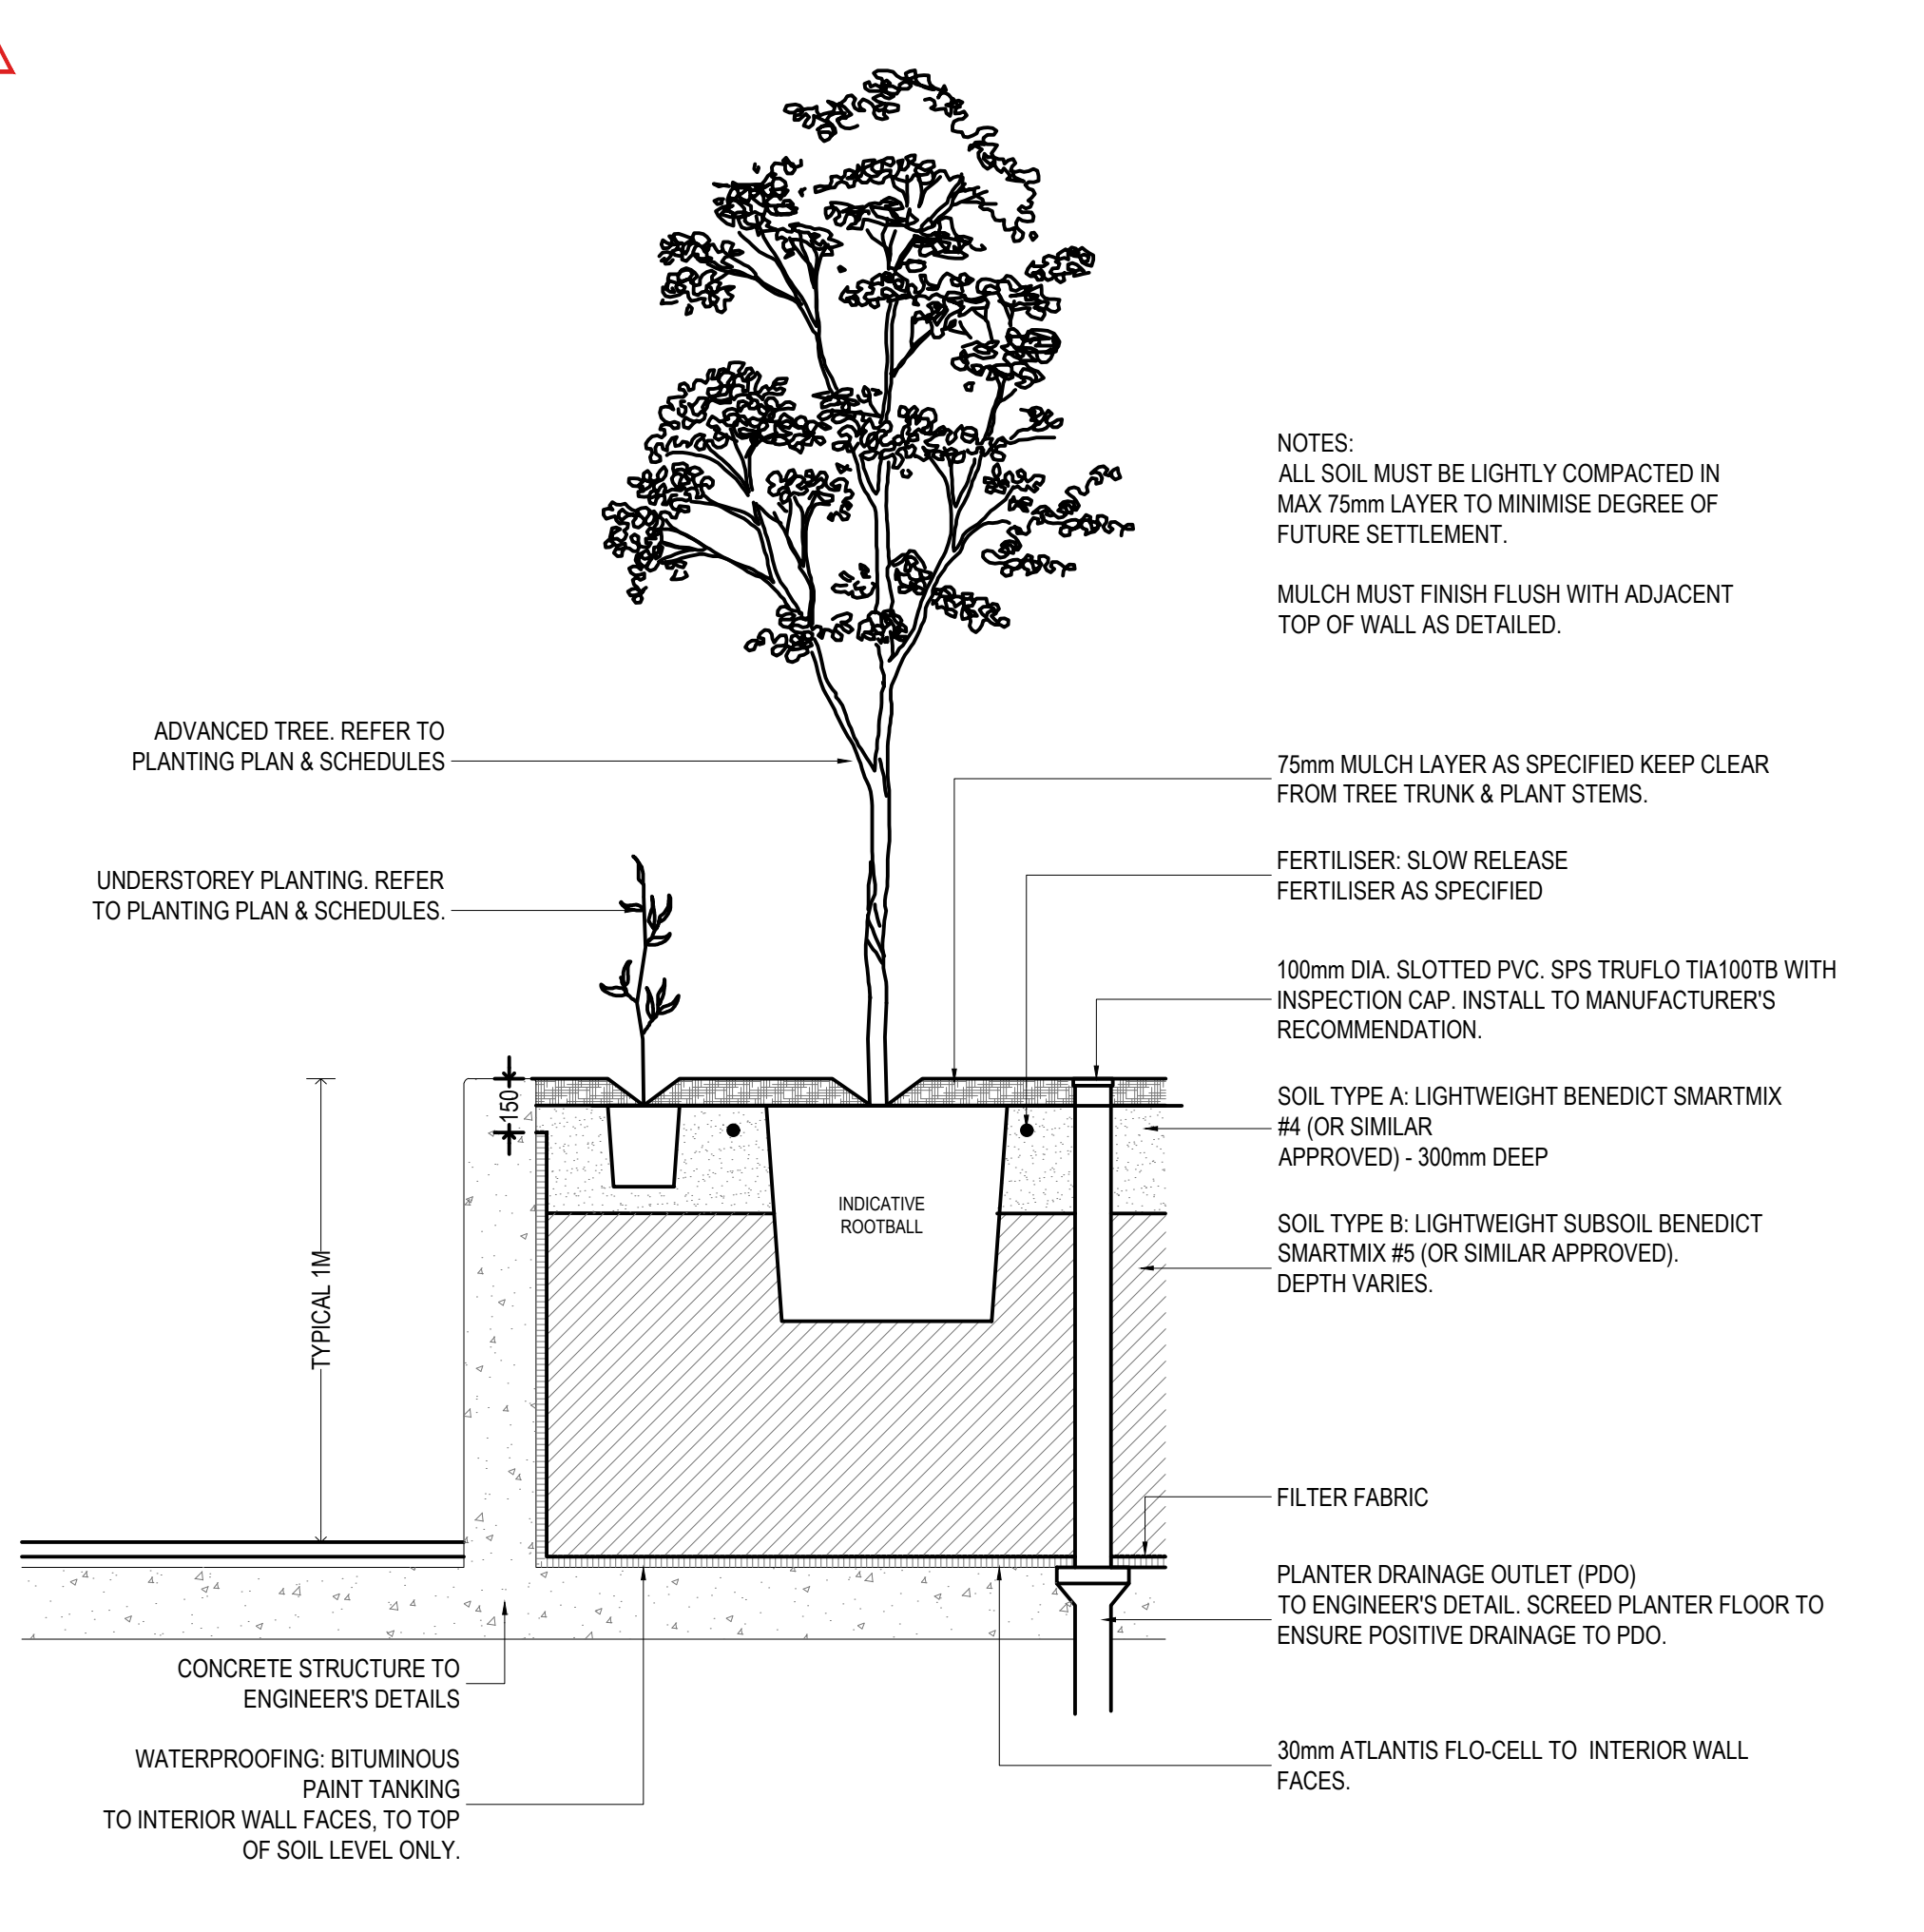 NOTES:
ALL SOIL MUST BE LIGHTLY COMPACTED IN
MAX 75mm LAYER TO MINIMISE DEGREE OF
FUTURE SETTLEMENT.
MULCH MUST FINISH FLUSH WITH ADJACENT
TOP OF WALL AS DETAILED.
ADVANCED TREE. REFER TO
PLANTING PLAN & SCHEDULES
UNDERSTOREY PLANTING. REFER
TO PLANTING PLAN & SCHEDULES.
75mm MULCH LAYER AS SPECIFIED KEEP CLEAR
FROM TREE TRUNK & PLANT STEMS.
FERTILISER: SLOW RELEASE
FERTILISER AS SPECIFIED
100mm DIA. SLOTTED PVC. SPS TRUFLO TIA100TB WITH
INSPECTION CAP. INSTALL TO MANUFACTURER'S
RECOMMENDATION.
SOIL TYPE A: LIGHTWEIGHT BENEDICT SMARTMIX
#4 (OR SIMILAR
APPROVED) - 300mm DEEP
SOIL TYPE B: LIGHTWEIGHT SUBSOIL BENEDICT
SMARTMIX #5 (OR SIMILAR APPROVED).
DEPTH VARIES.
150
TYPICAL 1M
INDICATIVE
ROOTBALL
FILTER FABRIC
PLANTER DRAINAGE OUTLET (PDO)
TO ENGINEER'S DETAIL. SCREED PLANTER FLOOR TO
ENSURE POSITIVE DRAINAGE TO PDO.
CONCRETE STRUCTURE TO
ENGINEER'S DETAILS
WATERPROOFING: BITUMINOUS
PAINT TANKING
TO INTERIOR WALL FACES, TO TOP
OF SOIL LEVEL ONLY.
30mm ATLANTIS FLO-CELL TO INTERIOR WALL
FACES.